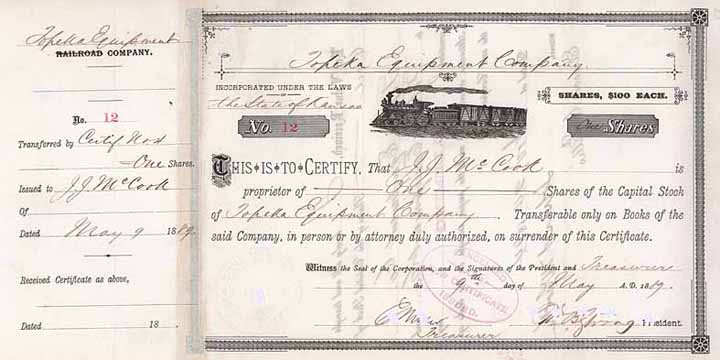 Topeka Equipment
RAILROAD COMPANY.
No. 12
Transferred by Certif No
One Shares.
Issued to J. J. McCook
Of
Dated May 9 1889.
Received Certificate as above,
Dated 18
Topeka Equipment Company.
INCORPORATED UNDER THE LAWS
OF
the State of Kansas
SHARES, $100 EACH.
No. 12
One Shares
THIS IS TO CERTIFY, That J. J. McCook is
proprietor of One Shares of the Capital Stock
of Topeka Equipment Company. Transferable only on Books of the
said Company, in person or by attorney duly authorized, on surrender of this Certificate.
Witness the Seal of the Corporation, and the Signatures of the President and Treasurer
the 9th day of May A. D. 1889.
CERTIFICATE
Treasurer
President.